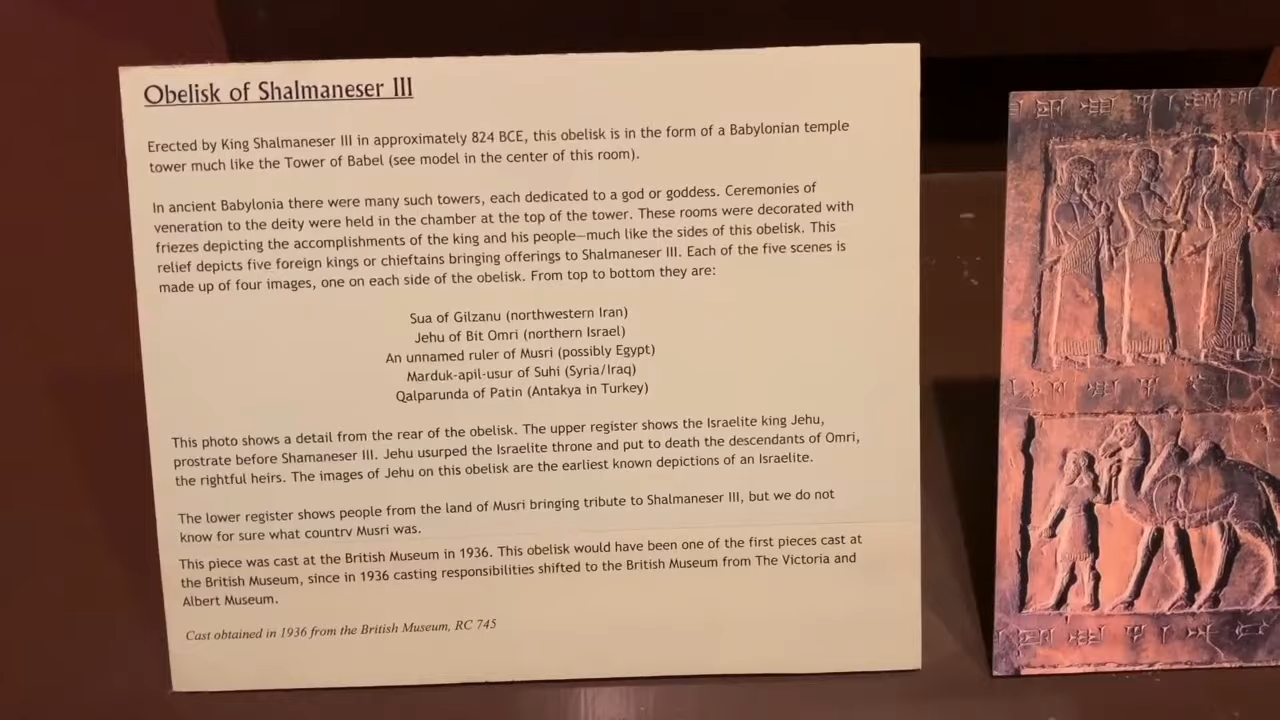 Obelisk of Shalmaneser III
Erected by King Shalmaneser III in approximately 824 BCE, this obelisk is in the form of a Babylonian temple
tower much like the Tower of Babel (see model in the center of this room).
In ancient Babylonia there were many such towers, each dedicated to a god or goddess. Ceremonies of
veneration to the deity were held in the chamber at the top of the tower. These rooms were decorated with
friezes depicting the accomplishments of the king and his people—much like the sides of this obelisk. This
relief depicts five foreign kings or chieftains bringing offerings to Shalmaneser III. Each of the five scenes is
made up of four images, one on each side of the obelisk. From top to bottom they are:
Sua of Gilzanu (northwestern Iran)
Jehu of Bit Omri (northern Israel)
An unnamed ruler of Musri (possibly Egypt)
Marduk-apil-usur of Suhi (Syria/Iraq)
Qalparunda of Patin (Antakya in Turkey)
This photo shows a detail from the rear of the obelisk. The upper register shows the Israelite king Jehu,
prostrate before Shamaneser III. Jehu usurped the Israelite throne and put to death the descendants of Omri,
the rightful heirs. The images of Jehu on this obelisk are the earliest known depictions of an Israelite.
The lower register shows people from the land of Musri bringing tribute to Shalmaneser III, but we do not
know for sure what country Musri was.
This piece was cast at the British Museum in 1936. This obelisk would have been one of the first pieces cast at
the British Museum, since in 1936 casting responsibilities shifted to the British Museum from The Victoria and
Albert Museum.
Cast obtained in 1936 from the British Museum, RC 745